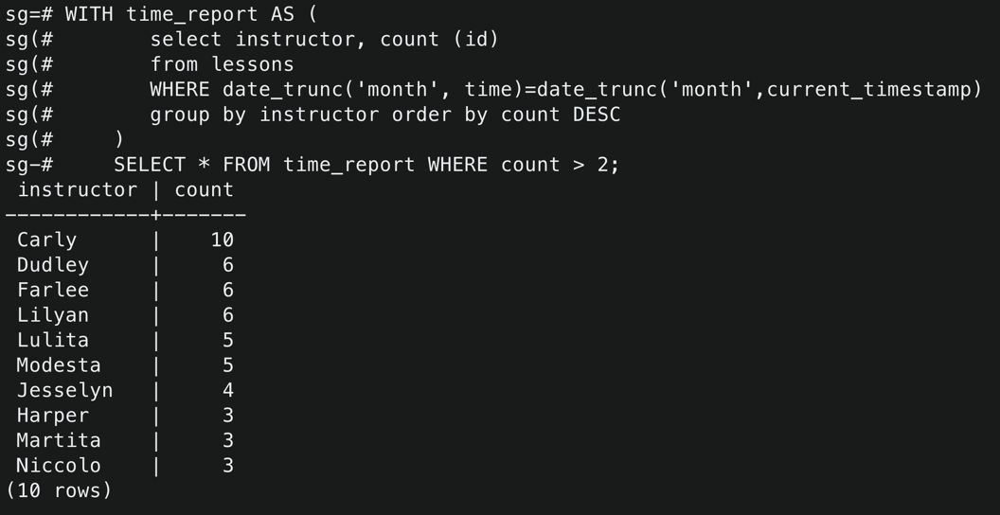 sg=# WITH time_report AS (
sg(#        select instructor, count (id)
sg(#        from lessons
sg(#        WHERE date_trunc('month', time)=date_trunc('month',current_timestamp)
sg(#        group by instructor order by count DESC
sg(#     )
sg-#     SELECT * FROM time_report WHERE count > 2;
 instructor | count
------------+-------
 Carly      |    10
 Dudley     |     6
 Farlee     |     6
 Lilyan     |     6
 Lulita     |     5
 Modesta    |     5
 Jesselyn   |     4
 Harper     |     3
 Martita    |     3
 Niccolo    |     3
(10 rows)